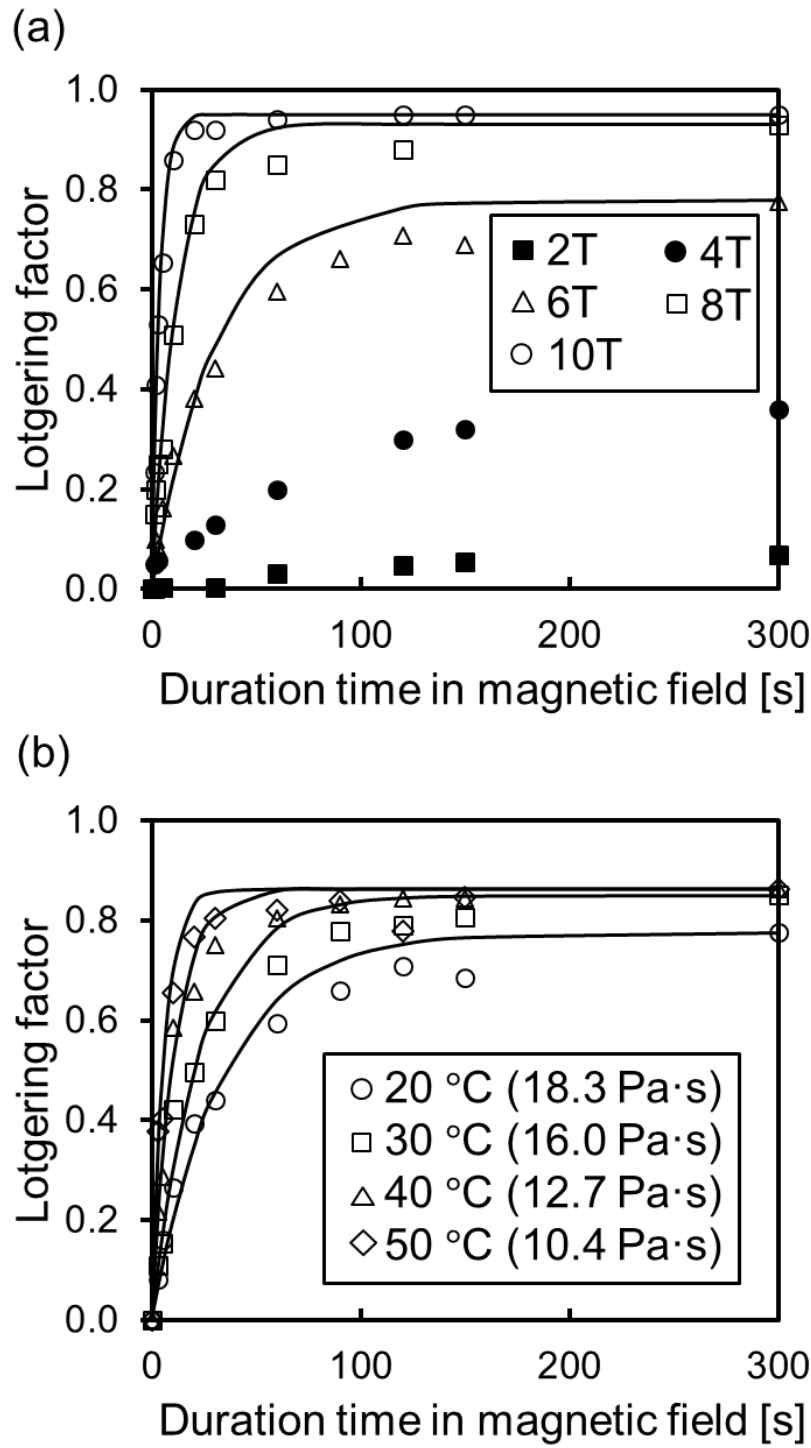 (a)
1.0
0.8
0.6
0.4
0.2
0.0
Lotgering factor
2T 4T
6T 8T
10T
0 100 200 300
Duration time in magnetic field [s]
(b)
1.0
0.8
0.6
0.4
0.2
0.0
Lotgering factor
20 °C (18.3 Pa·s)
30 °C (16.0 Pa·s)
40 °C (12.7 Pa·s)
50 °C (10.4 Pa·s)
0 100 200 300
Duration time in magnetic field [s]